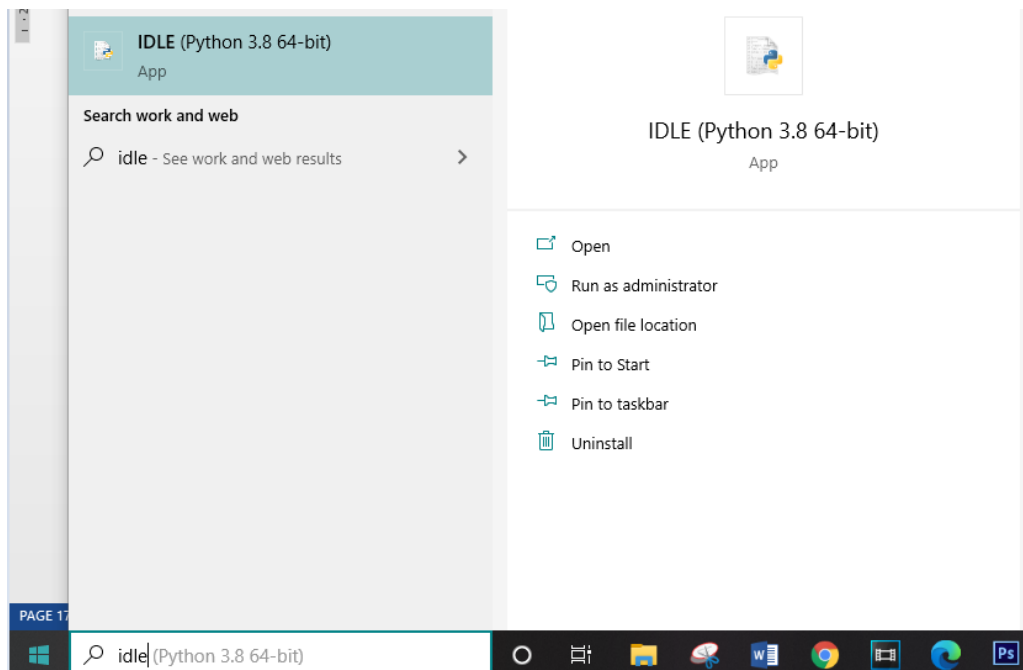 IDLE (Python 3.8 64-bit)
App
Search work and web
idle - See work and web results
IDLE (Python 3.8 64-bit)
App
Open
Run as administrator
Open file location
Pin to Start
Pin to taskbar
Uninstall
PAGE 17
idle (Python 3.8 64-bit)
W
Ps